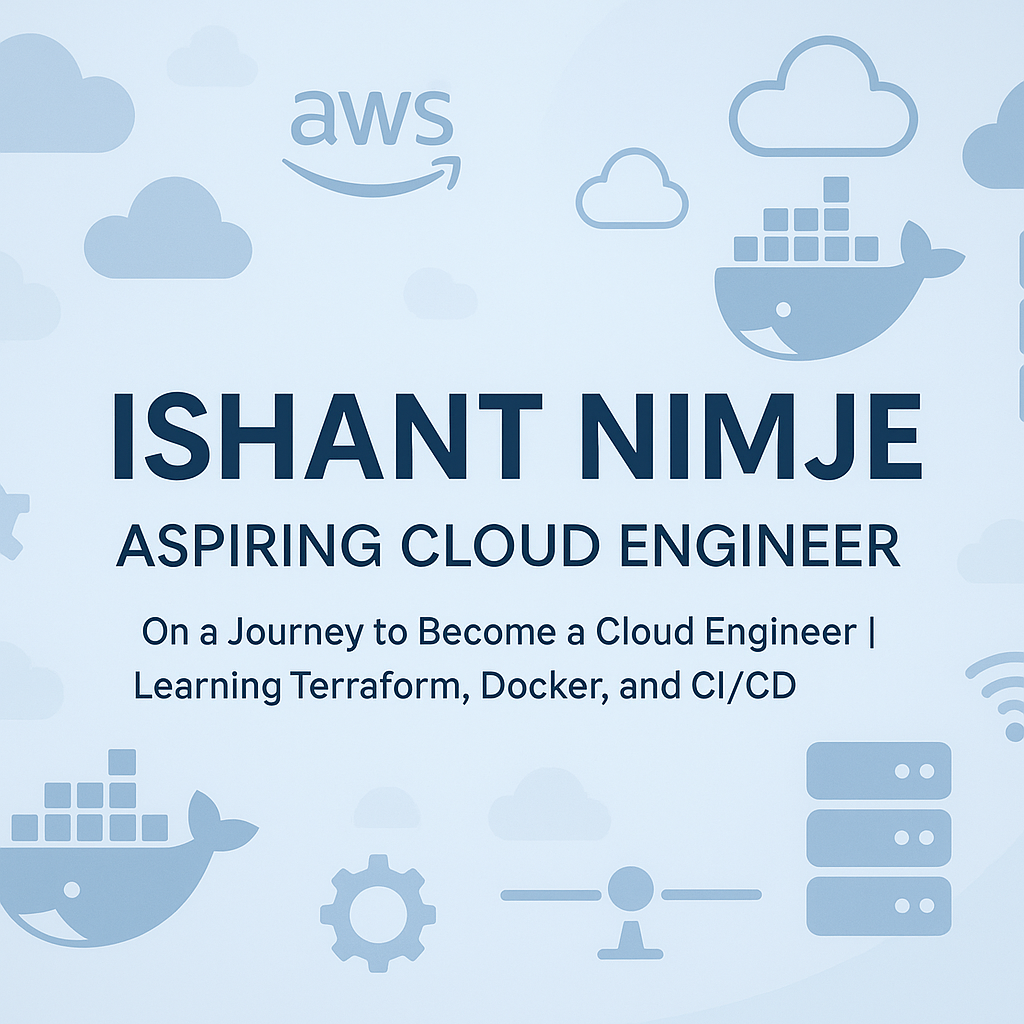 aws
ISHANT NIMJE
ASPIRING CLOUD ENGINEER
On a Journey to Become a Cloud Engineer |
Learning Terraform, Docker, and CI/CD